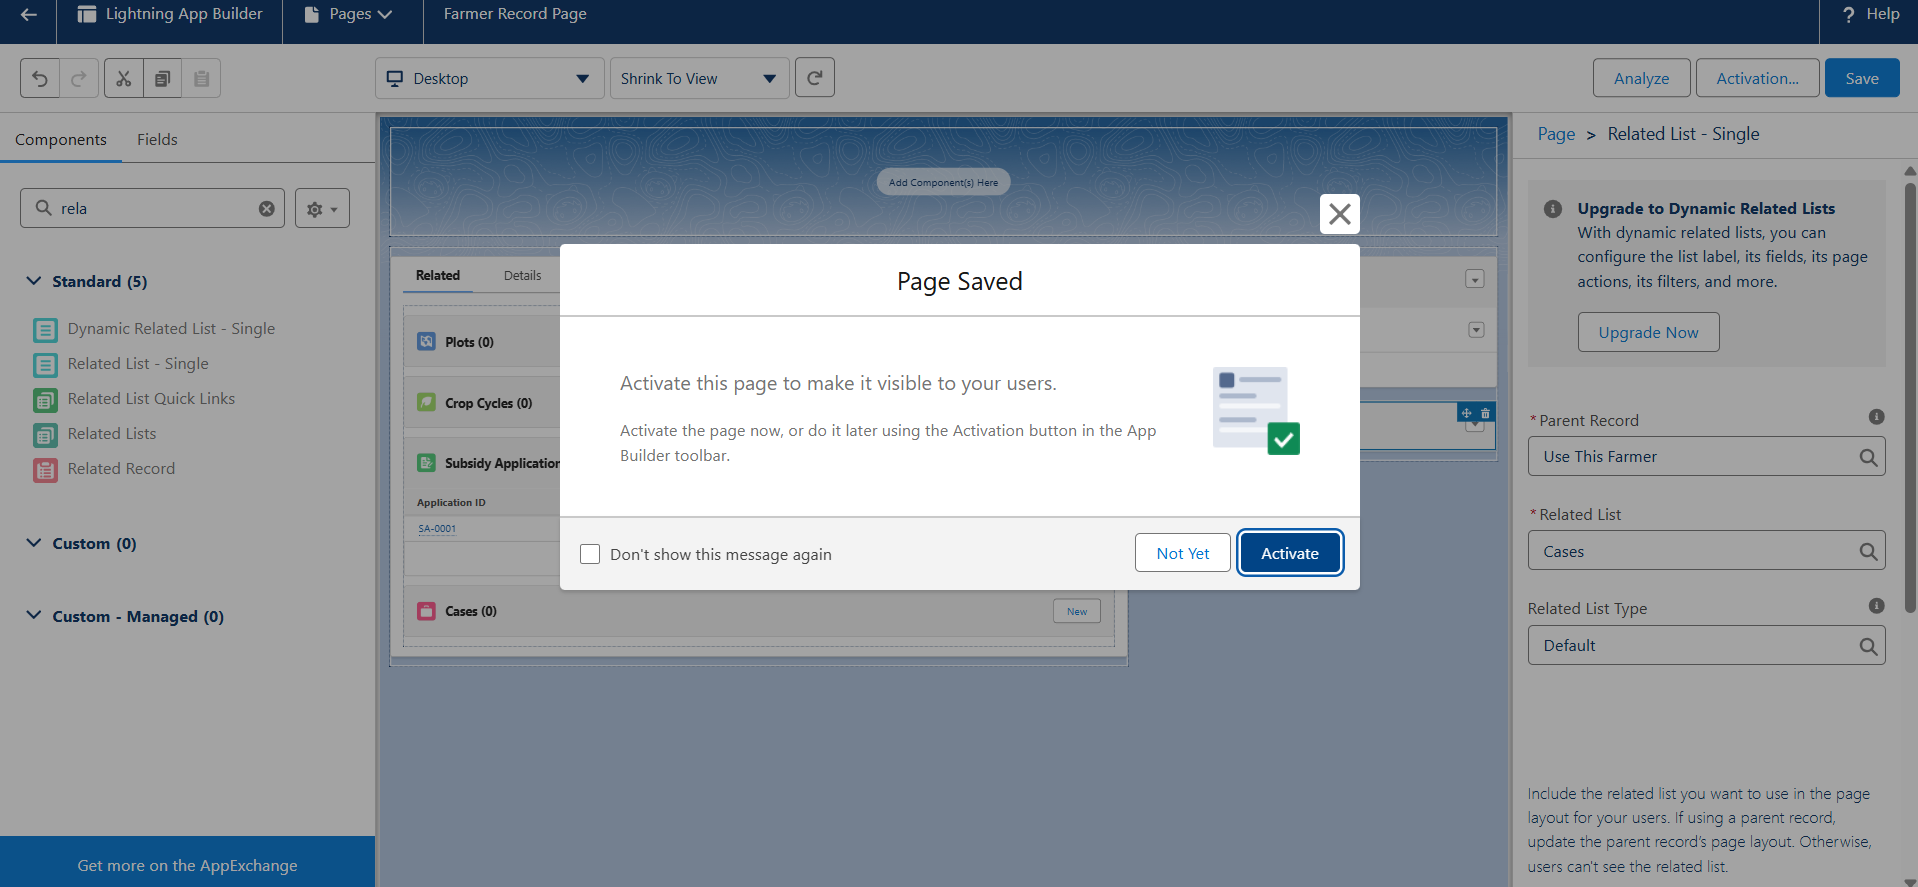 Lightning App Builder
Pages
Farmer Record Page
? Help
Desktop
Shrink To View
Analyze
Activation...
Save
Components
Fields
rela
Standard (5)
Dynamic Related List - Single
Related List - Single
Related List Quick Links
Related Lists
Related Record
Custom (0)
Custom - Managed (0)
Get more on the AppExchange
Add Component(s) Here
Related
Details
Plots (0)
Crop Cycles (0)
Subsidy Application
Application ID
SA-0001
Cases (0)
New
Page Saved
Activate this page to make it visible to your users.
Activate the page now, or do it later using the Activation button in the App
Builder toolbar.
Don't show this message again
Not Yet
Activate
Page > Related List - Single
Upgrade to Dynamic Related Lists
With dynamic related lists, you can
configure the list label, its fields, its page
actions, its filters, and more.
Upgrade Now
*Parent Record
Use This Farmer
*Related List
Cases
Related List Type
Default
Include the related list you want to use in the page
layout for your users. If using a parent record,
update the parent record's page layout. Otherwise,
users can't see the related list.